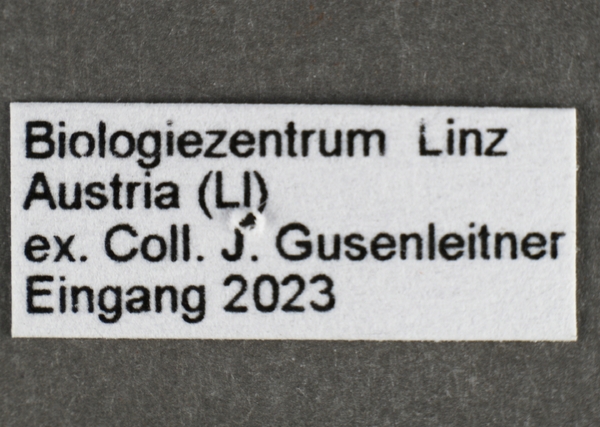 Biologiezentrum Linz
Austria (LI)
ex. Coll. J. Gusenleitner
Eingang 2023